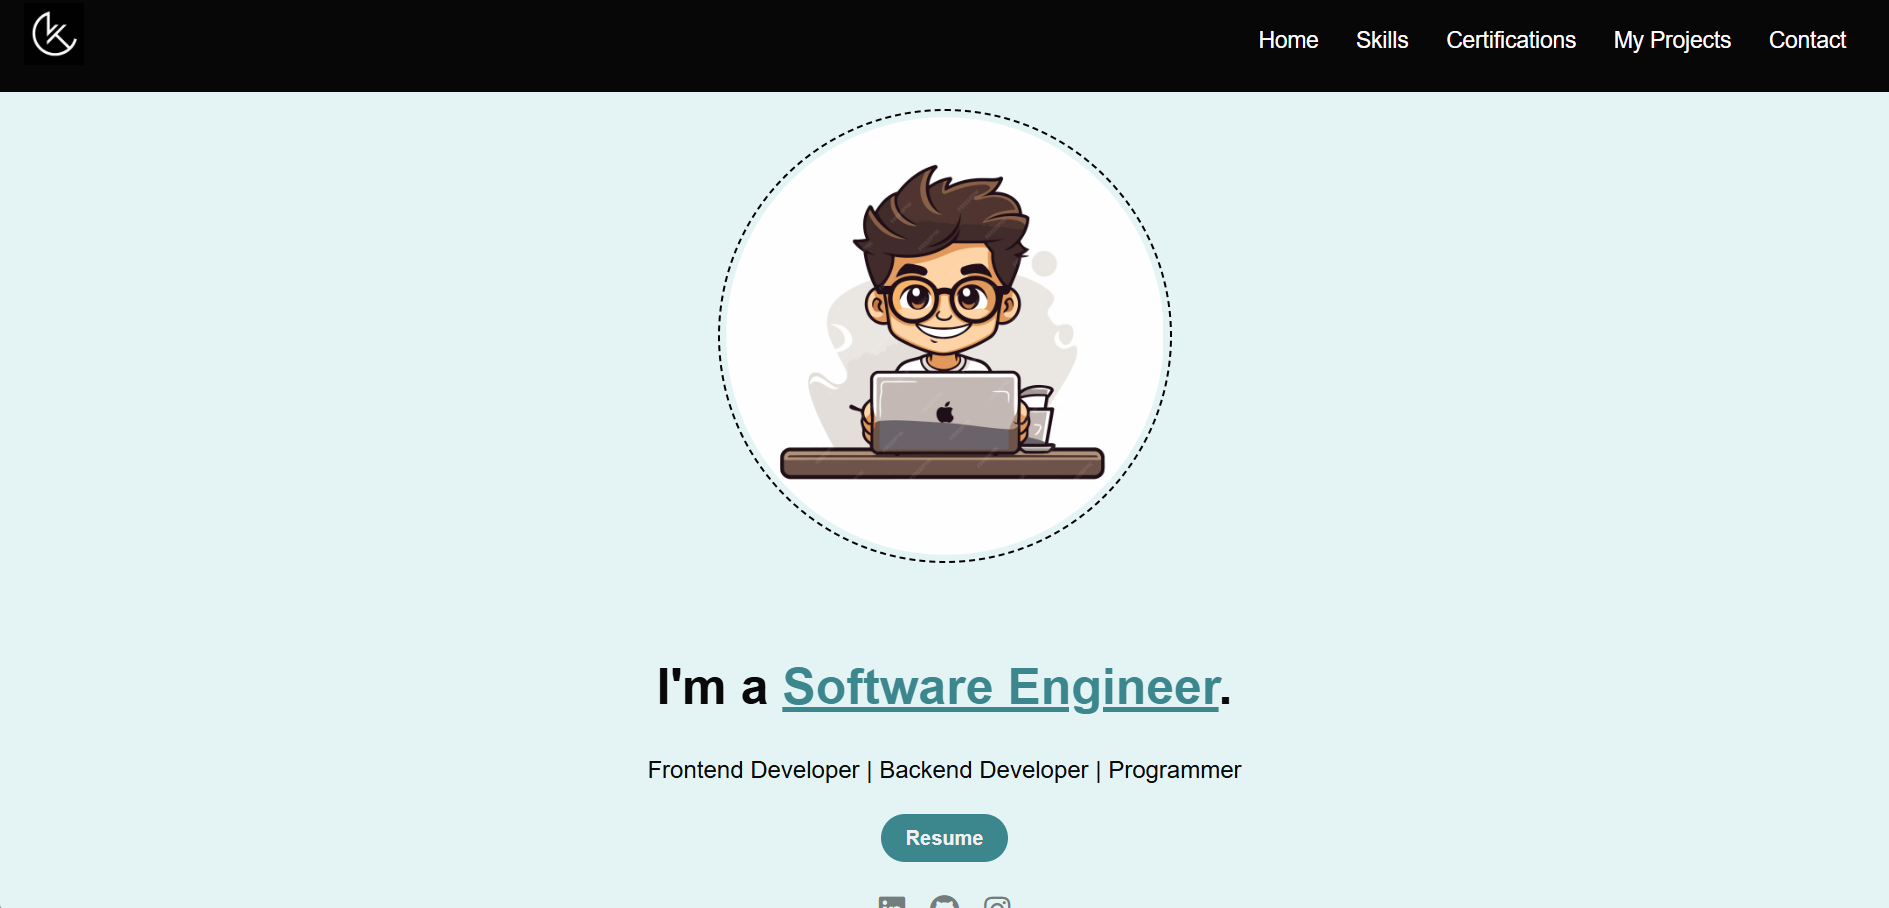 Home Skills Certifications My Projects Contact
I'm a Software Engineer.
Frontend Developer | Backend Developer | Programmer
Resume